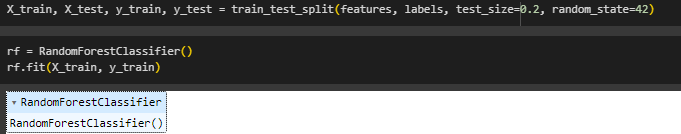 X_train, X_test, y_train, y_test = train_test_split(features, labels, test_size=0.2, random_state=42)
rf = RandomForestClassifier()
rf.fit(X_train, y_train)
▾ RandomForestClassifier
RandomForestClassifier()